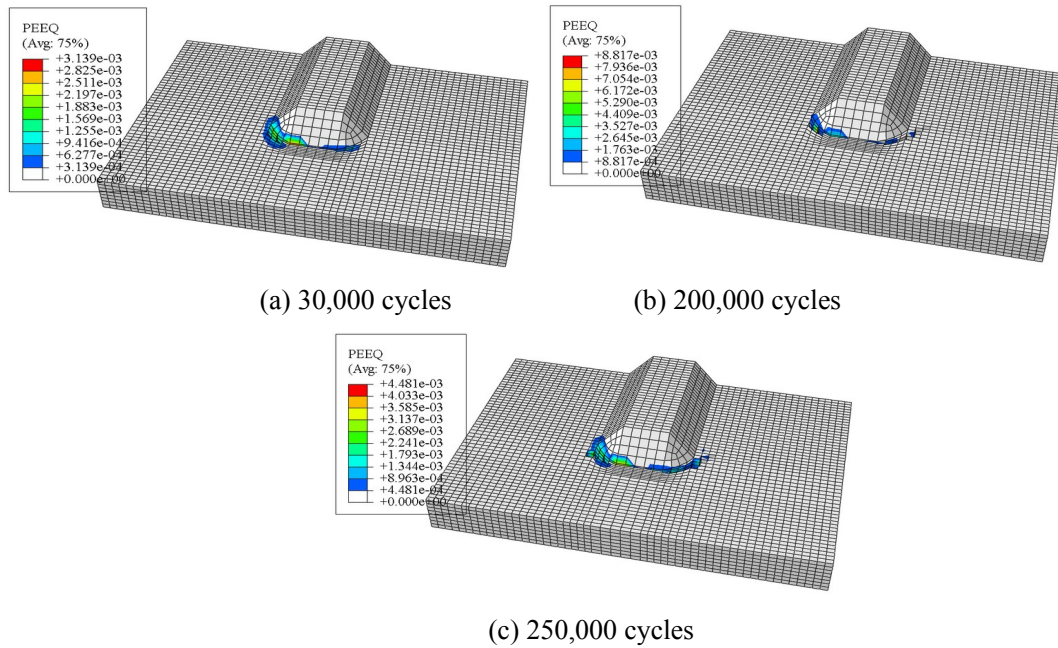 PEEQ
(Avg: 75%)
+3.139e-03
+2.825e-03
+2.511e-03
+2.197e-03
+1.883e-03
+1.569e-03
+1.255e-03
+9.416e-04
+6.277e-04
+3.139e-04
+0.000e+00
PEEQ
(Avg: 75%)
+8.817e-03
+7.936e-03
+7.054e-03
+6.172e-03
+5.290e-03
+4.409e-03
+3.527e-03
+2.645e-03
+1.763e-03
+8.817e-04
+0.000e+00
(a) 30,000 cycles
(b) 200,000 cycles
PEEQ
(Avg: 75%)
+4.481e-03
+4.033e-03
+3.585e-03
+3.137e-03
+2.689e-03
+2.241e-03
+1.793e-03
+1.344e-03
+8.963e-04
+4.481e-04
+0.000e+00
(c) 250,000 cycles